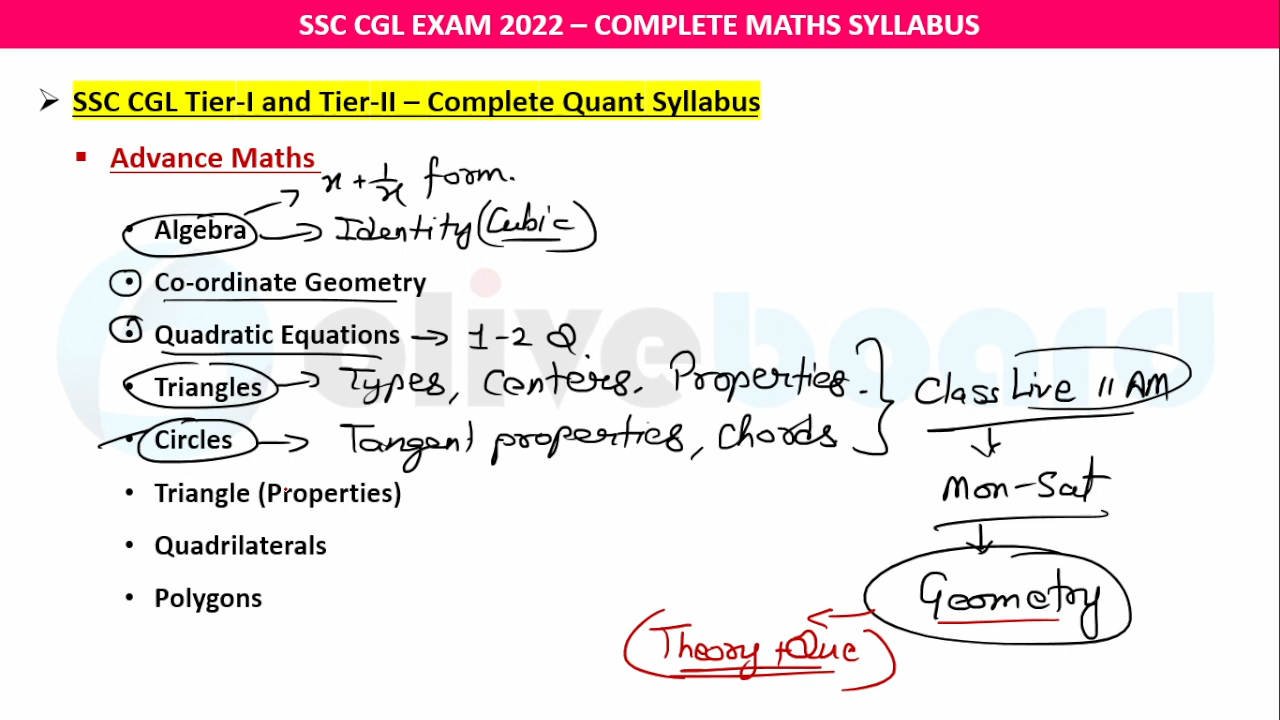 SSC CGL EXAM 2022 – COMPLETE MATHS SYLLABUS
➢ SSC CGL Tier-I and Tier-II – Complete Quant Syllabus
▪ Advance Maths
x + 1/x form.
• Algebra → Identity (Cubic)
• Co-ordinate Geometry
• Quadratic Equations → 1-2 Q
• Triangles → Types, Centers, Properties.
Class Live 11 AM
• Circles → Tangent properties, chords
Mon-Sat
• Triangle (Properties)
• Quadrilaterals
• Polygons
Geometry
(Theory + Que)
oliveboard